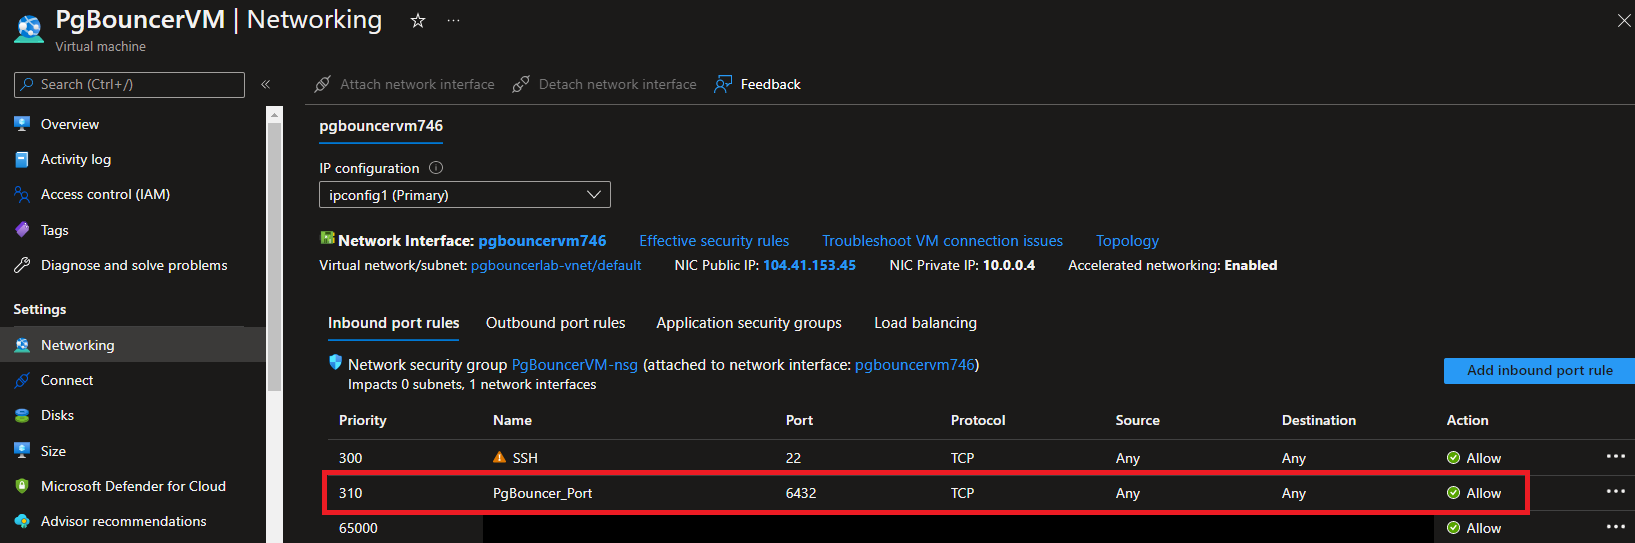 PgBouncerVM | Networking
Virtual machine
Search (Ctrl+/)
Overview
Activity log
Access control (IAM)
Tags
Diagnose and solve problems
Settings
Networking
Connect
Disks
Size
Microsoft Defender for Cloud
Advisor recommendations
Attach network interface Detach network interface Feedback
pgbouncervm746
IP configuration
ipconfig1 (Primary)
Network Interface: pgbouncervm746 Effective security rules Troubleshoot VM connection issues Topology
Virtual network/subnet: pgbouncerlab-vnet/default NIC Public IP: 104.41.153.45 NIC Private IP: 10.0.0.4 Accelerated networking: Enabled
Inbound port rules Outbound port rules Application security groups Load balancing
Network security group PgBouncerVM-nsg (attached to network interface: pgbouncervm746)
Impacts 0 subnets, 1 network interfaces
Add inbound port rule
Priority Name Port Protocol Source Destination Action
300 SSH 22 TCP Any Any Allow
310 PgBouncer_Port 6432 TCP Any Any Allow
65000 Allow